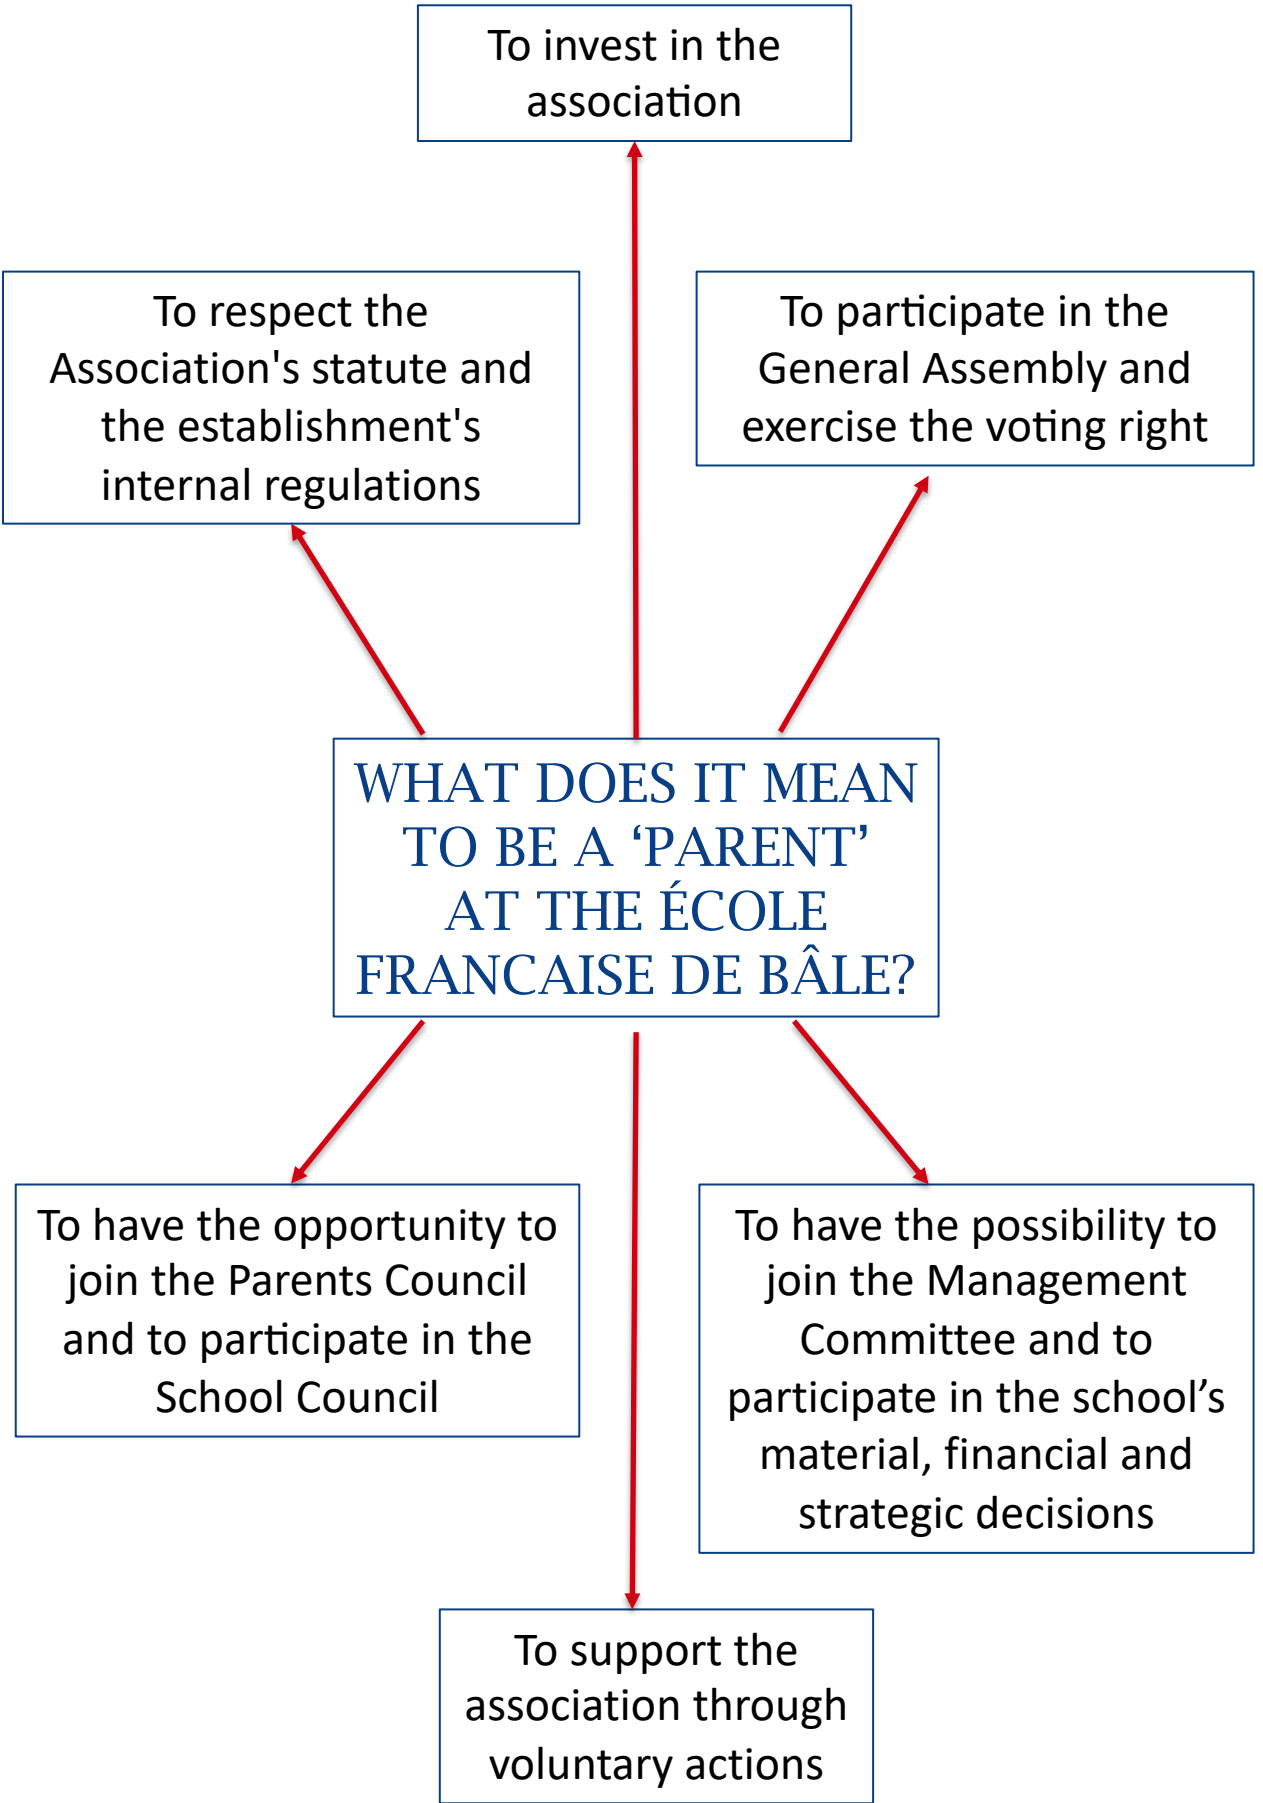 To invest in the
association
To respect the
Association's statute and
the establishment's
internal regulations
To participate in the
General Assembly and
exercise the voting right
WHAT DOES IT MEAN
TO BE A ‘PARENT’
AT THE ÉCOLE
FRANCAISE DE BÂLE?
To have the opportunity to
join the Parents Council
and to participate in the
School Council
To have the possibility to
join the Management
Committee and to
participate in the school’s
material, financial and
strategic decisions
To support the
association through
voluntary actions